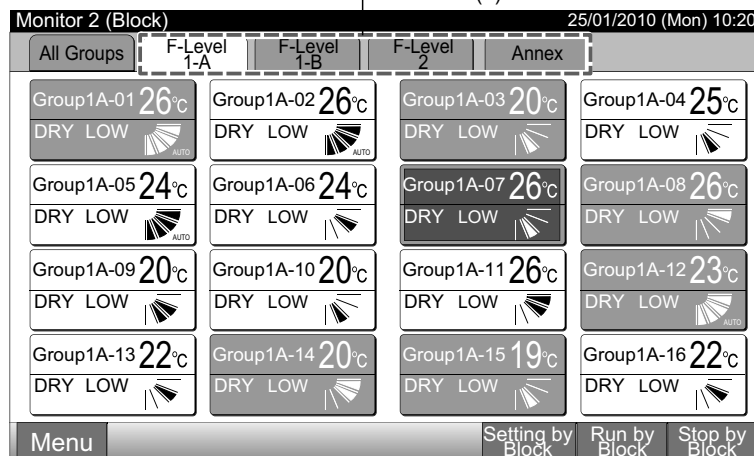 Monitor 2 (Block) 25/01/2010 (Mon) 10:20
All Groups F-Level 1-A F-Level 1-B F-Level 2 Annex
Group1A-01 26°C Group1A-02 26°C Group1A-03 20°C Group1A-04 25°C
DRY LOW AUTO DRY LOW AUTO DRY LOW DRY LOW
Group1A-05 24°C Group1A-06 24°C Group1A-07 26°C Group1A-08 26°C
DRY LOW AUTO DRY LOW DRY LOW DRY LOW
Group1A-09 20°C Group1A-10 20°C Group1A-11 26°C Group1A-12 23°C
DRY LOW DRY LOW DRY LOW DRY LOW AUTO
Group1A-13 22°C Group1A-14 20°C Group1A-15 19°C Group1A-16 22°C
DRY LOW DRY LOW DRY LOW DRY LOW
Menu Setting by Block Run by Block Stop by Block